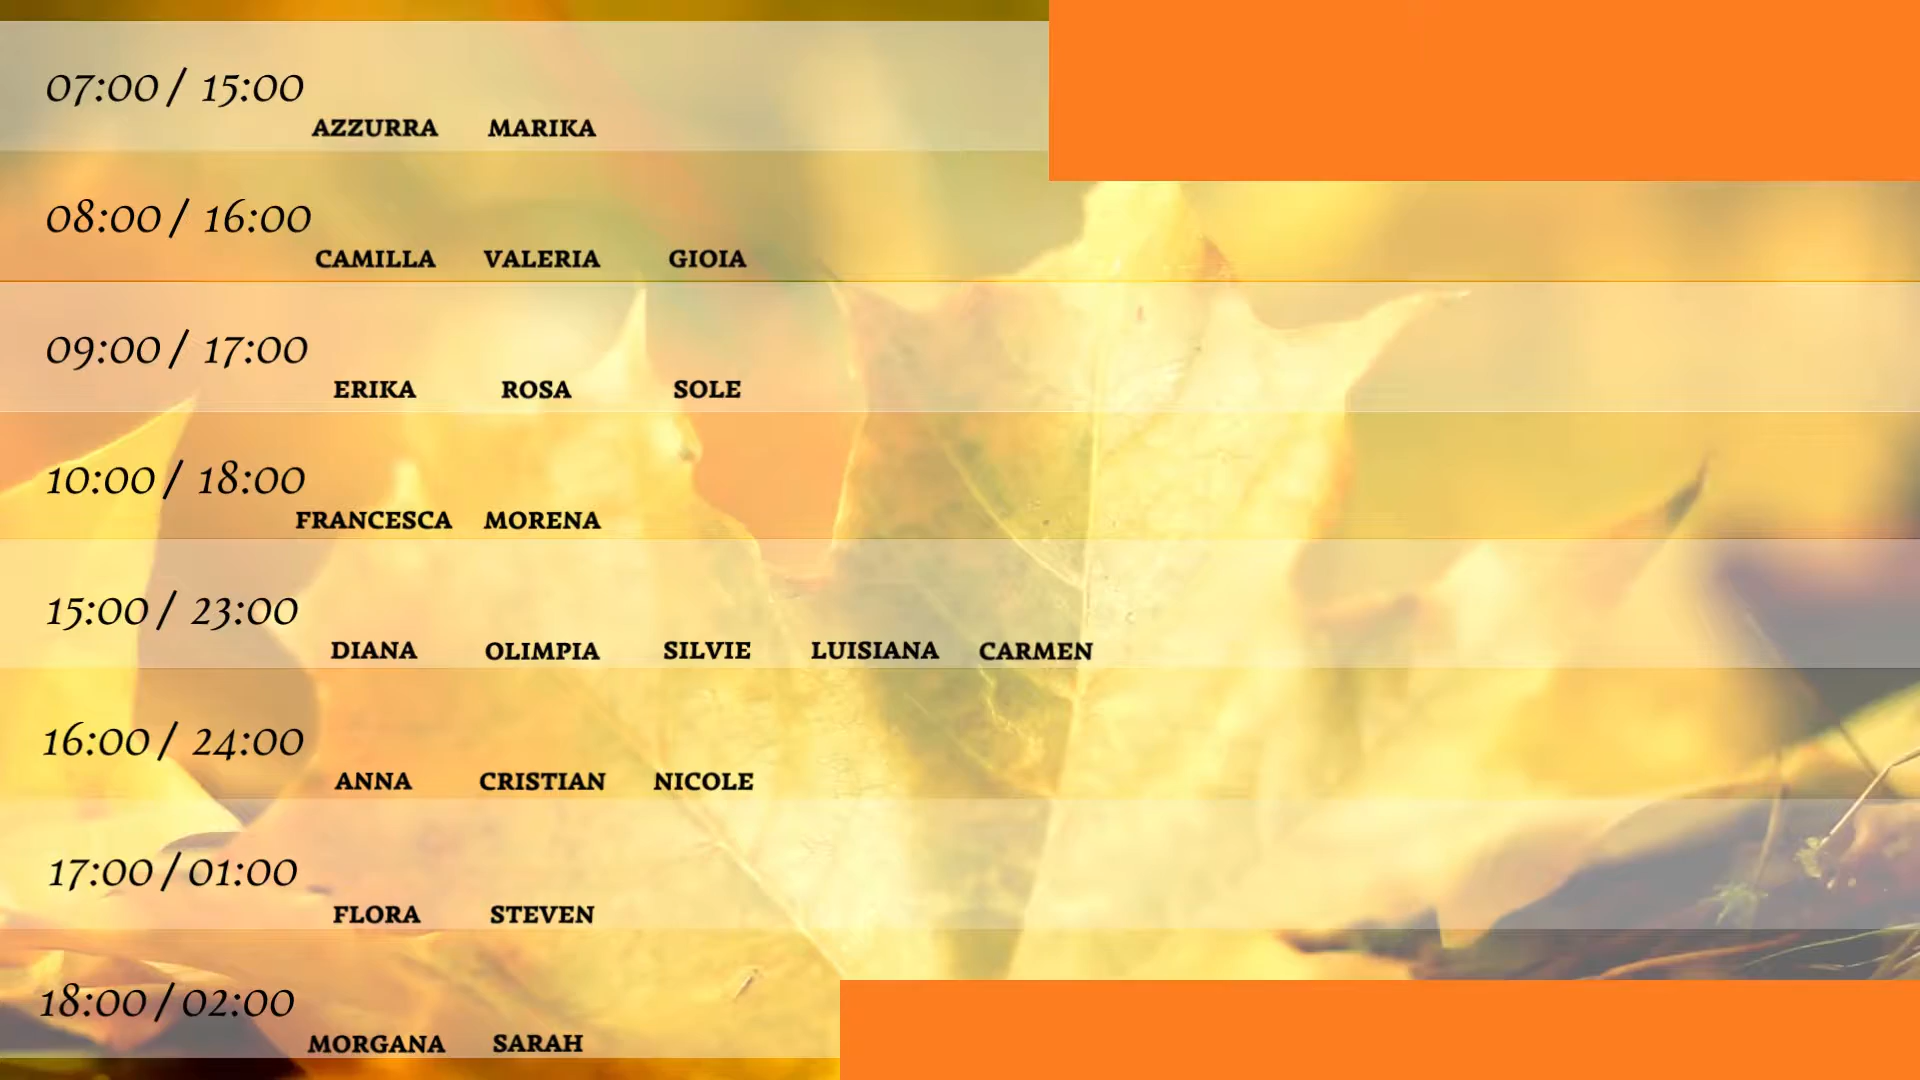 07:00 / 15:00
AZZURRA MARIKA
08:00 / 16:00
CAMILLA VALERIA GIOIA
09:00 / 17:00
ERIKA ROSA SOLE
10:00 / 18:00
FRANCESCA MORENA
15:00 / 23:00
DIANA OLIMPIA SILVIE LUISIANA CARMEN
16:00 / 24:00
ANNA CRISTIAN NICOLE
17:00 / 01:00
FLORA STEVEN
18:00 / 02:00
MORGANA SARAH